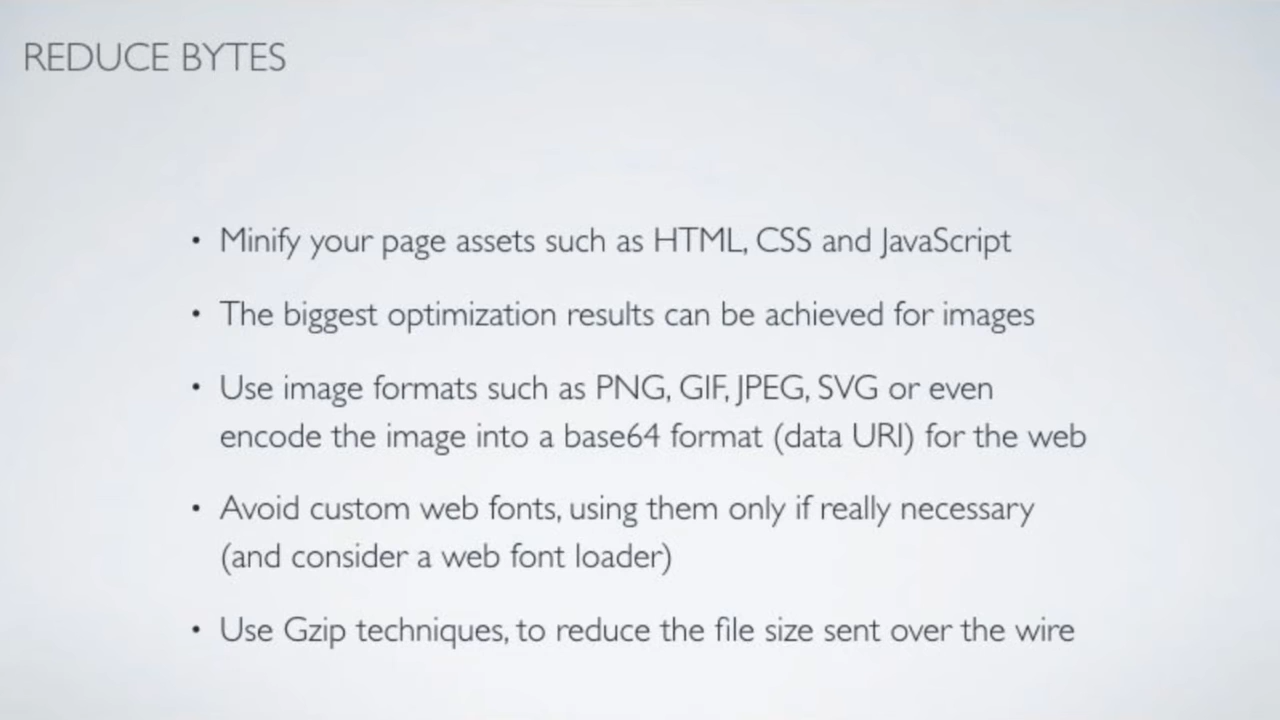 REDUCE BYTES
• Minify your page assets such as HTML, CSS and JavaScript
• The biggest optimization results can be achieved for images
• Use image formats such as PNG, GIF, JPEG, SVG or even
encode the image into a base64 format (data URI) for the web
• Avoid custom web fonts, using them only if really necessary
(and consider a web font loader)
• Use Gzip techniques, to reduce the file size sent over the wire